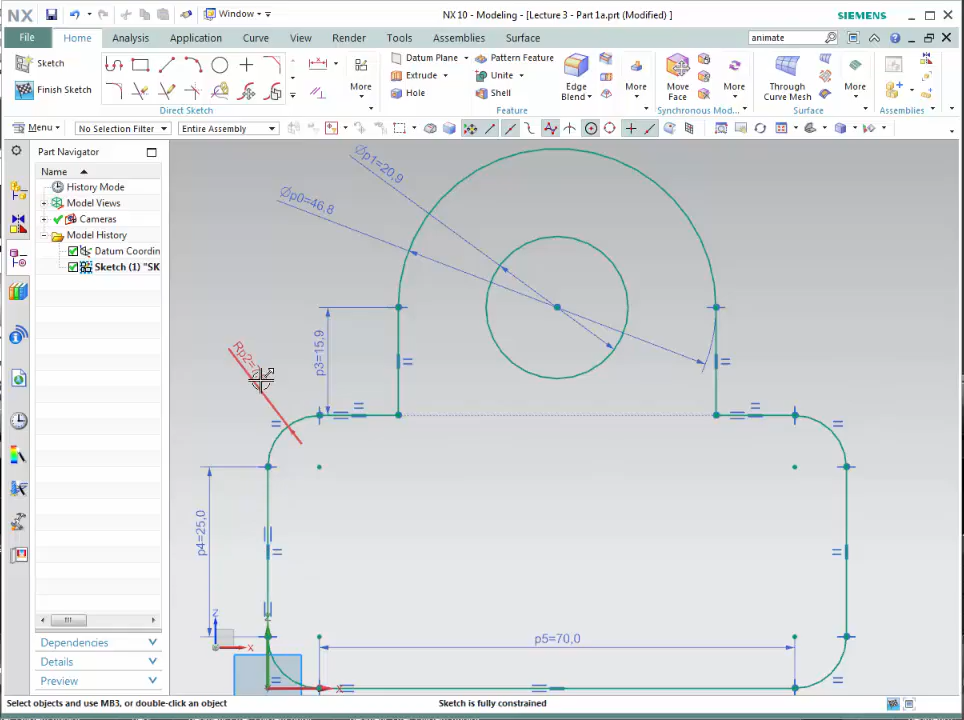 NX
Window
NX 10 - Modeling - [Lecture 3 - Part 1a.prt (Modified) ]
SIEMENS
File Home Analysis Application Curve View Render Tools Assemblies Surface
animate
Sketch
Finish Sketch
More
Direct Sketch
Datum Plane
Extrude
Hole
Pattern Feature
Unite
Shell
Edge
Blend
More
Feature
Move
Face
More
Synchronous Mod...
Through
Curve Mesh
More
Surface
Assemblies
Menu
No Selection Filter
Entire Assembly
Part Navigator
Name
History Mode
Model Views
Cameras
Model History
Datum Coordin
Sketch (1) "SK
Dependencies
Details
Preview
Øp1=20,9
Øp0=46,8
p3=15,9
Rp2=
p4=25,0
p5=70,0
Z
X
X
Select objects and use MB3, or double-click an object
Sketch is fully constrained